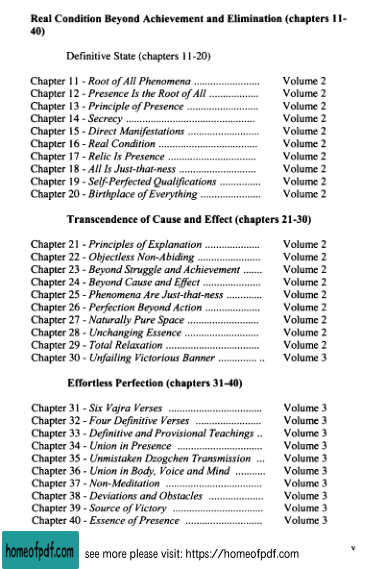 Real Condition Beyond Achievement and Elimination (chapters 11-
40)
Definitive State (chapters 11-20)
Chapter 11 - Root of All Phenomena .......................... Volume 2
Chapter 12 - Presence Is the Root of All ................... Volume 2
Chapter 13 - Principle of Presence ........................... Volume 2
Chapter 14 - Secrecy ................................................. Volume 2
Chapter 15 - Direct Manifestations ........................... Volume 2
Chapter 16 - Real Condition ...................................... Volume 2
Chapter 17 - Relic Is Presence .................................. Volume 2
Chapter 18 - All Is Just-that-ness .............................. Volume 2
Chapter 19 - Self-Perfected Qualifications ............... Volume 2
Chapter 20 - Birthplace of Everything ....................... Volume 2
Transcendence of Cause and Effect (chapters 21-30)
Chapter 21 - Principles of Explanation ..................... Volume 2
Chapter 22 - Objectless Non-Abiding ........................ Volume 2
Chapter 23 - Beyond Struggle and Achievement ....... Volume 2
Chapter 24 - Beyond Cause and Effect ...................... Volume 2
Chapter 25 - Phenomena Are Just-that-ness ............. Volume 2
Chapter 26 - Perfection Beyond Action ..................... Volume 2
Chapter 27 - Naturally Pure Space ........................... Volume 2
Chapter 28 - Unchanging Essence ............................ Volume 2
Chapter 29 - Total Relaxation ................................... Volume 2
Chapter 30 - Unfailing Victorious Banner .............. .. Volume 3
Effortless Perfection (chapters 31-40)
Chapter 31 - Six Vajra Verses ................................... Volume 3
Chapter 32 - Four Definitive Verses ......................... Volume 3
Chapter 33 - Definitive and Provisional Teachings .. Volume 3
Chapter 34 - Union in Presence ................................ Volume 3
Chapter 35 - Unmistaken Dzogchen Transmission ... Volume 3
Chapter 36 - Union in Body, Voice and Mind ........... Volume 3
Chapter 37 - Non-Meditation .................................... Volume 3
Chapter 38 - Deviations and Obstacles ..................... Volume 3
Chapter 39 - Source of Victory .................................. Volume 3
Chapter 40 - Essence of Presence ............................. Volume 3
v
homeofpdf.com see more please visit: https://homeofpdf.com